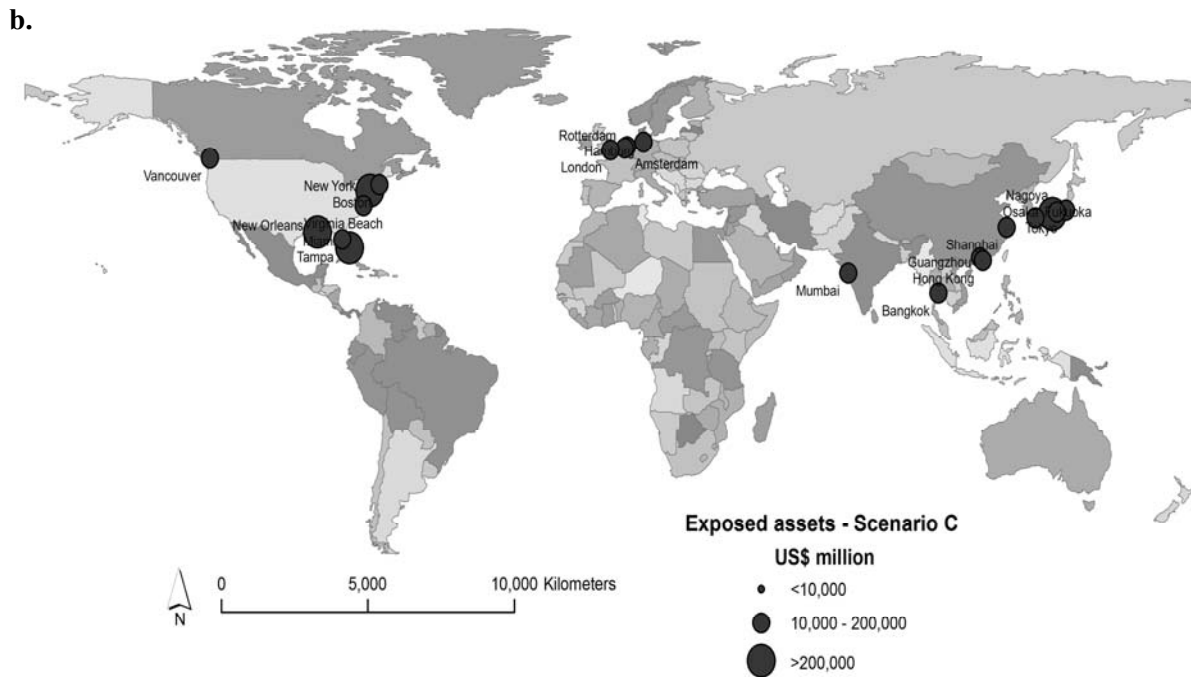 b.
Vancouver
New York
Boston
New Orleans
Virginia Beach
Miami
Tampa
Rotterdam
London
Amsterdam
Mumbai
Bangkok
Nagoya
Osaka
Fukuoka
Tokyo
Shanghai
Guangzhou
Hong Kong
Exposed assets - Scenario C
US$ million
<10,000
10,000 - 200,000
>200,000
N
0 5,000 10,000 Kilometers